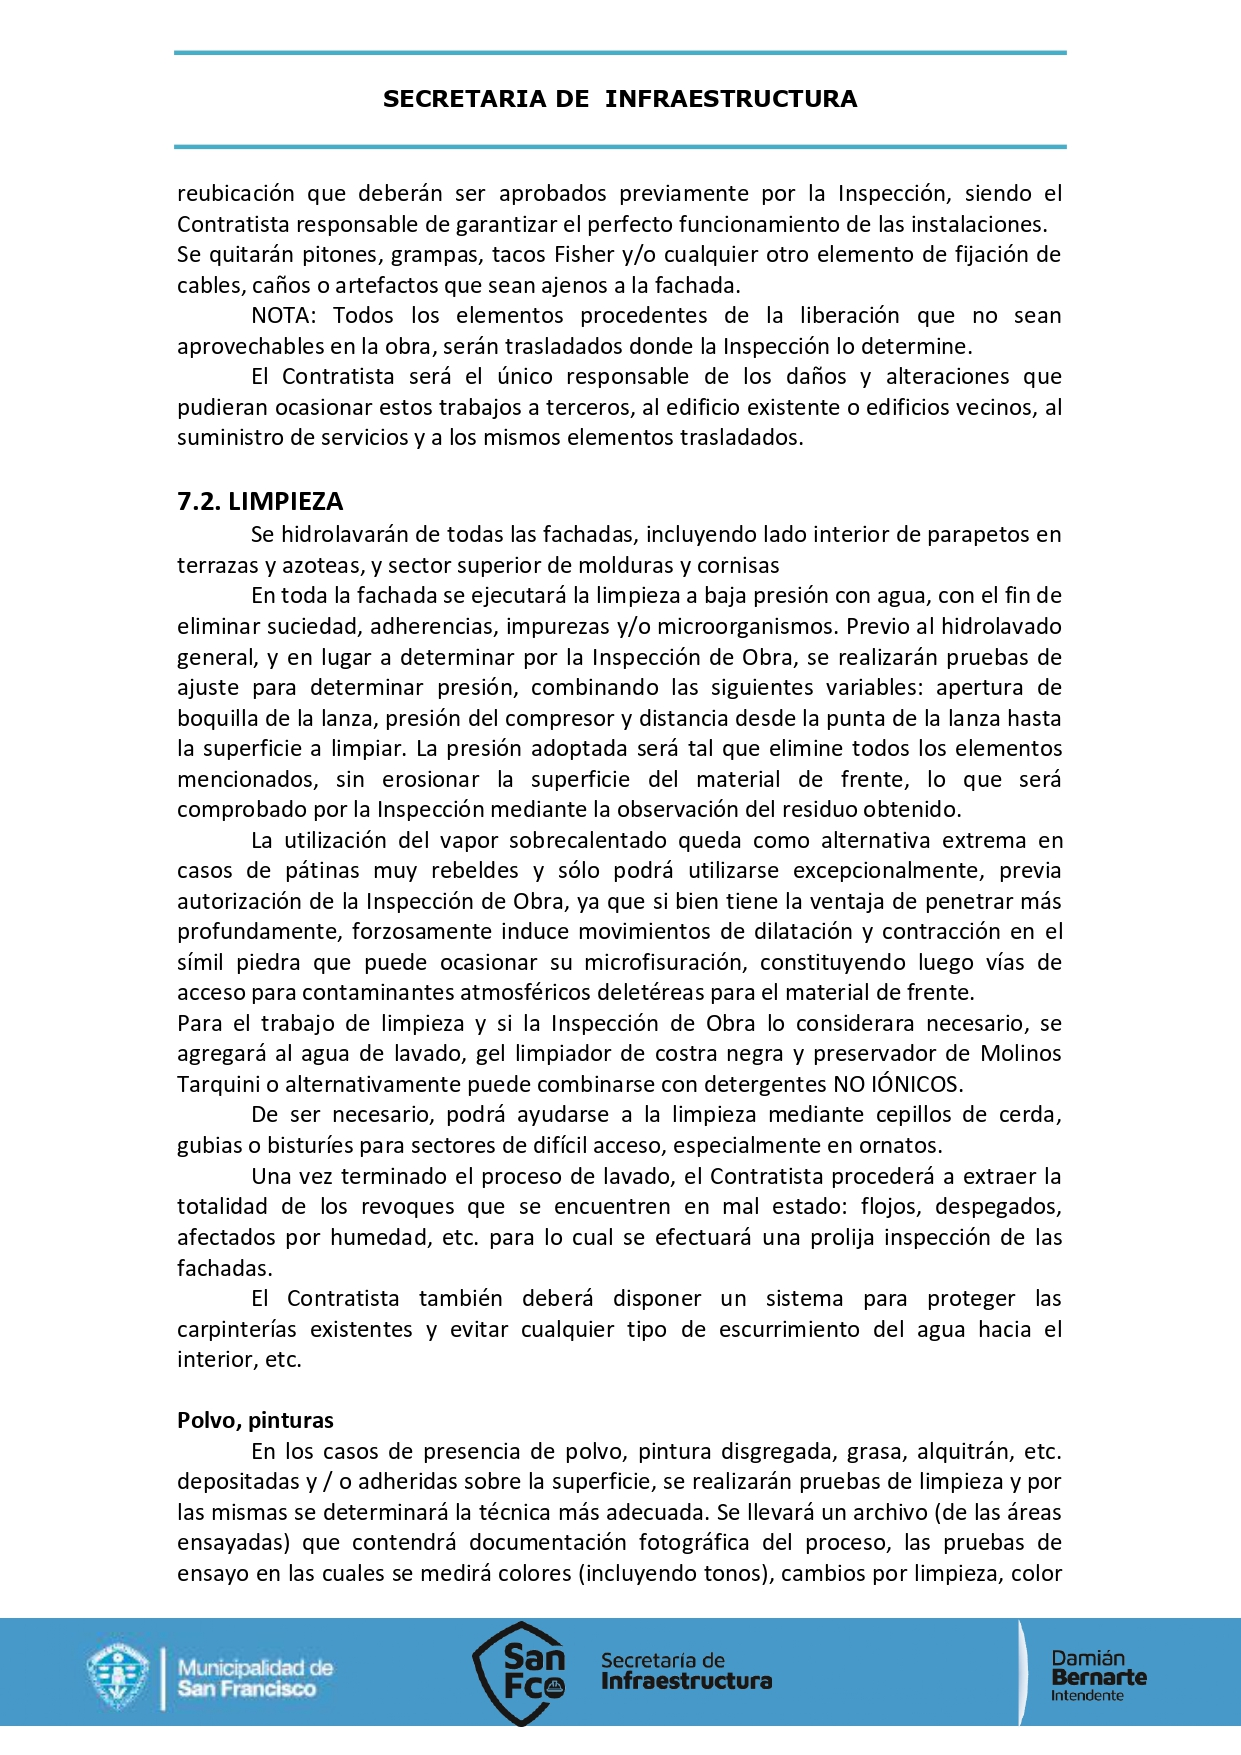 SECRETARIA DE  INFRAESTRUCTURA
reubicación que deberán ser aprobados previamente por la Inspección, siendo el
Contratista responsable de garantizar el perfecto funcionamiento de las instalaciones.
Se quitarán pitones, grampas, tacos Fisher y/o cualquier otro elemento de fijación de
cables, caños o artefactos que sean ajenos a la fachada.
NOTA: Todos los elementos procedentes de la liberación que no sean
aprovechables en la obra, serán trasladados donde la Inspección lo determine.
El Contratista será el único responsable de los daños y alteraciones que
pudieran ocasionar estos trabajos a terceros, al edificio existente o edificios vecinos, al
suministro de servicios y a los mismos elementos trasladados.
7.2. LIMPIEZA
Se hidrolavarán de todas las fachadas, incluyendo lado interior de parapetos en
terrazas y azoteas, y sector superior de molduras y cornisas
En toda la fachada se ejecutará la limpieza a baja presión con agua, con el fin de
eliminar suciedad, adherencias, impurezas y/o microorganismos. Previo al hidrolavado
general, y en lugar a determinar por la Inspección de Obra, se realizarán pruebas de
ajuste para determinar presión, combinando las siguientes variables: apertura de
boquilla de la lanza, presión del compresor y distancia desde la punta de la lanza hasta
la superficie a limpiar. La presión adoptada será tal que elimine todos los elementos
mencionados, sin erosionar la superficie del material de frente, lo que será
comprobado por la Inspección mediante la observación del residuo obtenido.
La utilización del vapor sobrecalentado queda como alternativa extrema en
casos de pátinas muy rebeldes y sólo podrá utilizarse excepcionalmente, previa
autorización de la Inspección de Obra, ya que si bien tiene la ventaja de penetrar más
profundamente, forzosamente induce movimientos de dilatación y contracción en el
símil piedra que puede ocasionar su microfisuración, constituyendo luego vías de
acceso para contaminantes atmosféricos deletéreas para el material de frente.
Para el trabajo de limpieza y si la Inspección de Obra lo considerara necesario, se
agregará al agua de lavado, gel limpiador de costra negra y preservador de Molinos
Tarquini o alternativamente puede combinarse con detergentes NO IÓNICOS.
De ser necesario, podrá ayudarse a la limpieza mediante cepillos de cerda,
gubias o bisturíes para sectores de difícil acceso, especialmente en ornatos.
Una vez terminado el proceso de lavado, el Contratista procederá a extraer la
totalidad de los revoques que se encuentren en mal estado: flojos, despegados,
afectados por humedad, etc. para lo cual se efectuará una prolija inspección de las
fachadas.
El Contratista también deberá disponer un sistema para proteger las
carpinterías existentes y evitar cualquier tipo de escurrimiento del agua hacia el
interior, etc.
Polvo, pinturas
En los casos de presencia de polvo, pintura disgregada, grasa, alquitrán, etc.
depositadas y / o adheridas sobre la superficie, se realizarán pruebas de limpieza y por
las mismas se determinará la técnica más adecuada. Se llevará un archivo (de las áreas
ensayadas) que contendrá documentación fotográfica del proceso, las pruebas de
ensayo en las cuales se medirá colores (incluyendo tonos), cambios por limpieza, color
Municipalidad de
San Francisco
San
Fco
Secretaría de
Infraestructura
Damián
Bernarte
Intendente